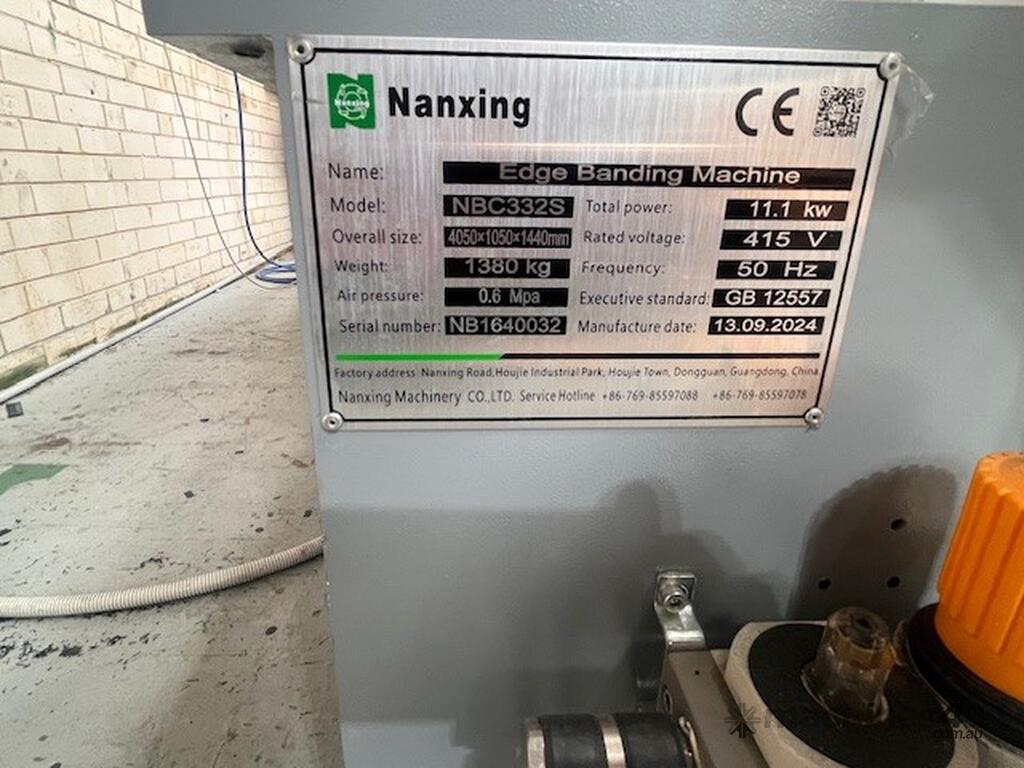 Nanxing
Nanxing CE
Name: Edge Banding Machine
Model: NBC332S Total power: 11.1 kw
Overall size: 4050×1050×1440mm Rated voltage: 415 V
Weight: 1380 kg Frequency: 50 Hz
Air pressure: 0.6 Mpa Executive standard: GB 12557
Serial number: NB1640032 Manufacture date: 13.09.2024
Factory address Nanxing Road, Houjie Industrial Park, Houjie Town, Dongguan, Guangdong, China.
Nanxing Machinery CO.,LTD. Service Hotline +86-769-85597088 +86-769-85597078
.com.au